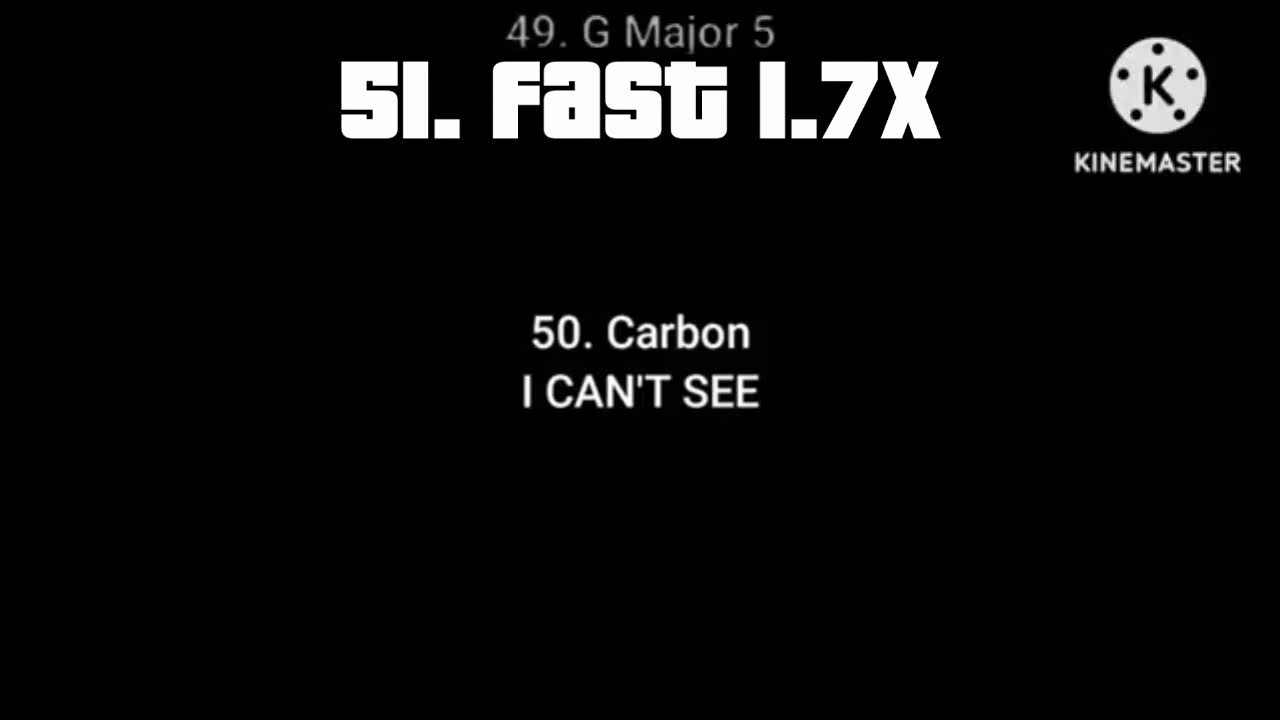 49. G Major 5
51. Fast 1.7X
K
KINEMASTER
50. Carbon
I CAN'T SEE